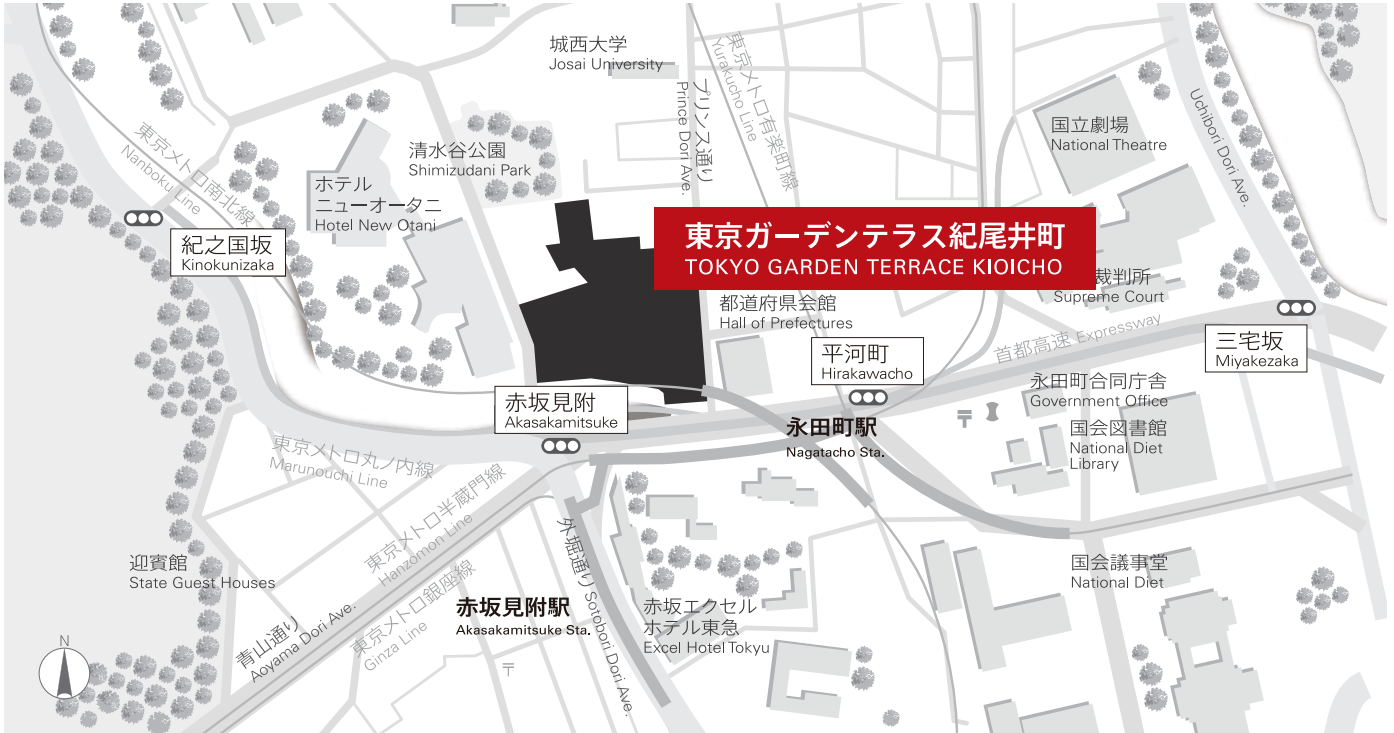 城西大学
Josai University
プリンス通り
Prince Dori Ave.
東京メトロ有楽町線
Yurakucho Line
国立劇場
National Theatre
Uchibori Dori Ave.
東京メトロ南北線
Nanboku Line
清水谷公園
Shimizudani Park
ホテル
ニューオータニ
Hotel New Otani
紀之国坂
Kinokunizaka
東京ガーデンテラス紀尾井町
TOKYO GARDEN TERRACE KIOICHO
裁判所
Supreme Court
都道府県会館
Hall of Prefectures
首都高速 Expressway
三宅坂
Miyakezaka
平河町
Hirakawacho
赤坂見附
Akasakamitsuke
永田町合同庁舎
Government Office
永田町駅
Nagatacho Sta.
国会図書館
National Diet
Library
東京メトロ丸ノ内線
Marunouchi Line
東京メトロ半蔵門線
Hanzomon Line
東京メトロ銀座線
Ginza Line
外堀通り Sotobori Dori Ave.
迎賓館
State Guest Houses
国会議事堂
National Diet
赤坂見附駅
Akasakamitsuke Sta.
赤坂エクセル
ホテル東急
Excel Hotel Tokyu
青山通り
Aoyama Dori Ave.
N
〒